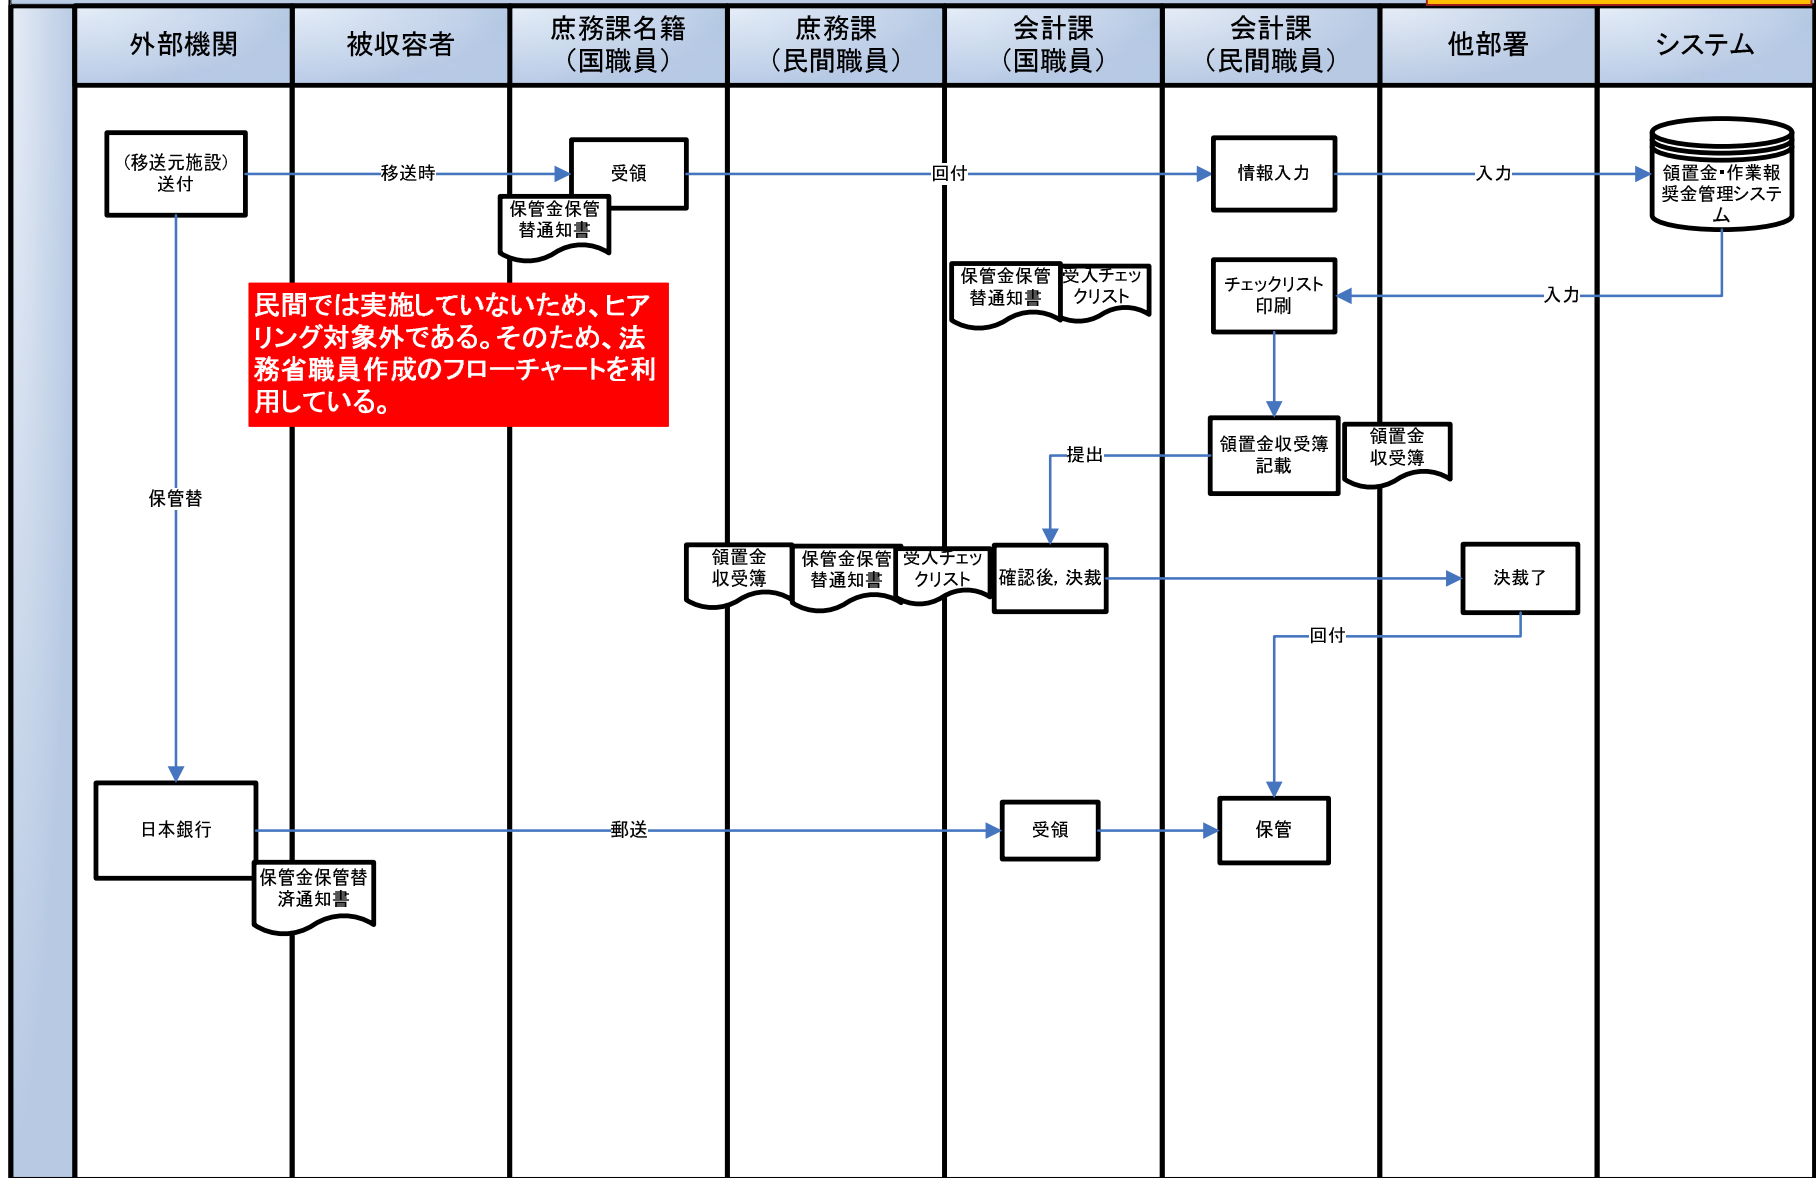 外部機関
被収容者
庶務課名籍
（国職員）
庶務課
（民間職員）
会計課
（国職員）
会計課
（民間職員）
他部署
システム
（移送元施設）
送付
移送時
受領
回付
情報入力
入力
領置金・作業報
奨金管理システ
ム
保管金保管
替通知書
保管金保管
替通知書
受入チェッ
クリスト
チェックリスト
印刷
入力
民間では実施していないため、ヒア
リング対象外である。そのため、法
務省職員作成のフローチャートを利
用している。
提出
領置金収受簿
記載
領置金
収受簿
保管替
領置金
収受簿
保管金保管
替通知書
受入チェッ
クリスト
確認後，決裁
決裁了
回付
日本銀行
郵送
受領
保管
保管金保管替
済通知書